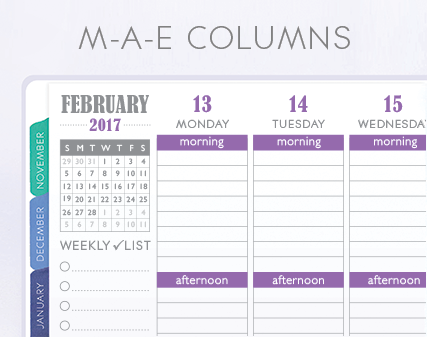 M-A-E COLUMNS
FEBRUARY
2017
S M T W T F S
29 30 31 1 2 3 4
5 6 7 8 9 10 11
12 13 14 15 16 17 18
19 20 21 22 23 24 25
26 27 28 1 2 3 4
5 6 7 8 9 10 11
WEEKLY ✓LIST
13
MONDAY
morning
afternoon
14
TUESDAY
morning
afternoon
15
WEDNESDA
morning
afternoon
NOVEMBER
DECEMBER
JANUARY